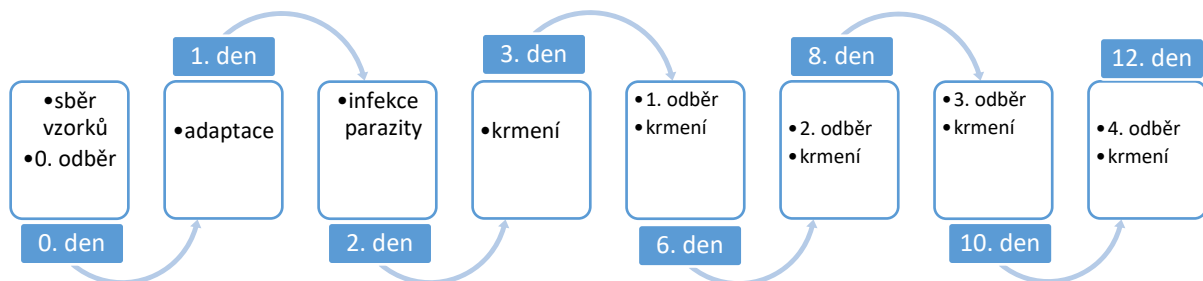 0. den
•sběr
vzorků
•0. odběr
1. den
•adaptace
2. den
•infekce
parazity
3. den
•krmení
6. den
•1. odběr
•krmení
8. den
•2. odběr
•krmení
10. den
•3. odběr
•krmení
12. den
•4. odběr
•krmení